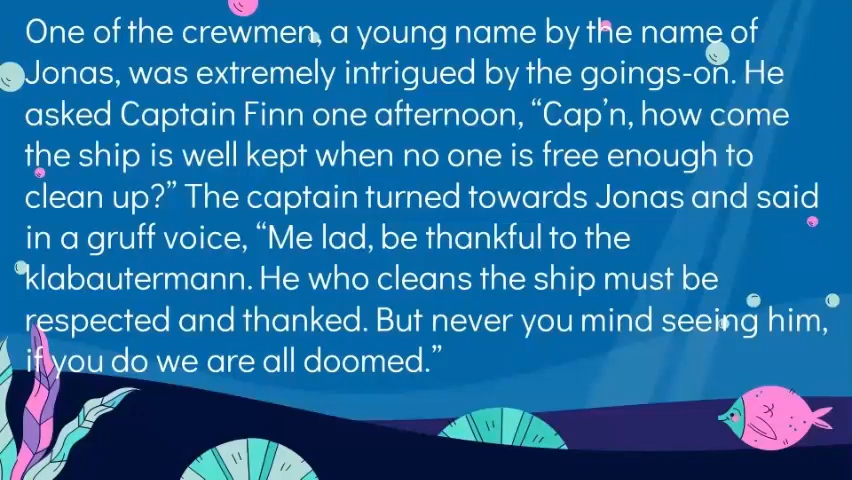 One of the crewmen, a young name by the name of
Jonas, was extremely intrigued by the goings-on. He
asked Captain Finn one afternoon, “Cap’n, how come
the ship is well kept when no one is free enough to
clean up?” The captain turned towards Jonas and said
in a gruff voice, “Me lad, be thankful to the
klabautermann. He who cleans the ship must be
respected and thanked. But never you mind seeing him,
if you do we are all doomed.”